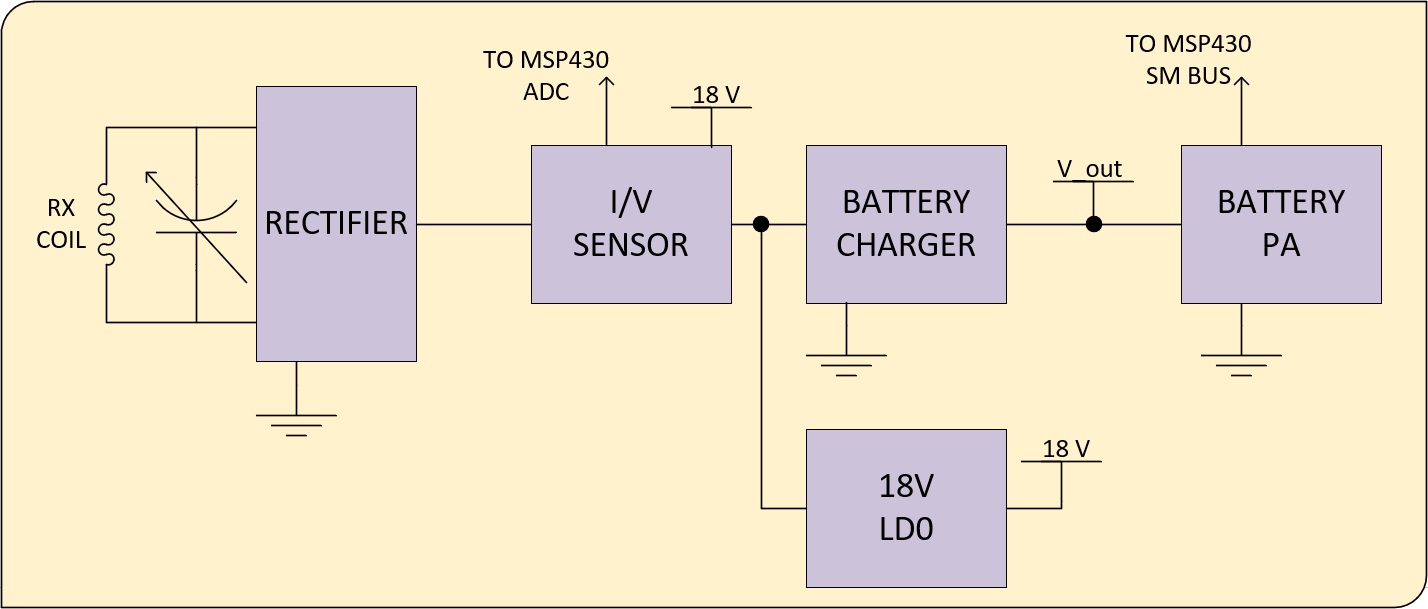 TO MSP430
ADC
18 V
TO MSP430
SM BUS
RX
COIL
RECTIFIER
I/V
SENSOR
BATTERY
CHARGER
V_out
BATTERY
PA
18V
LD0
18 V